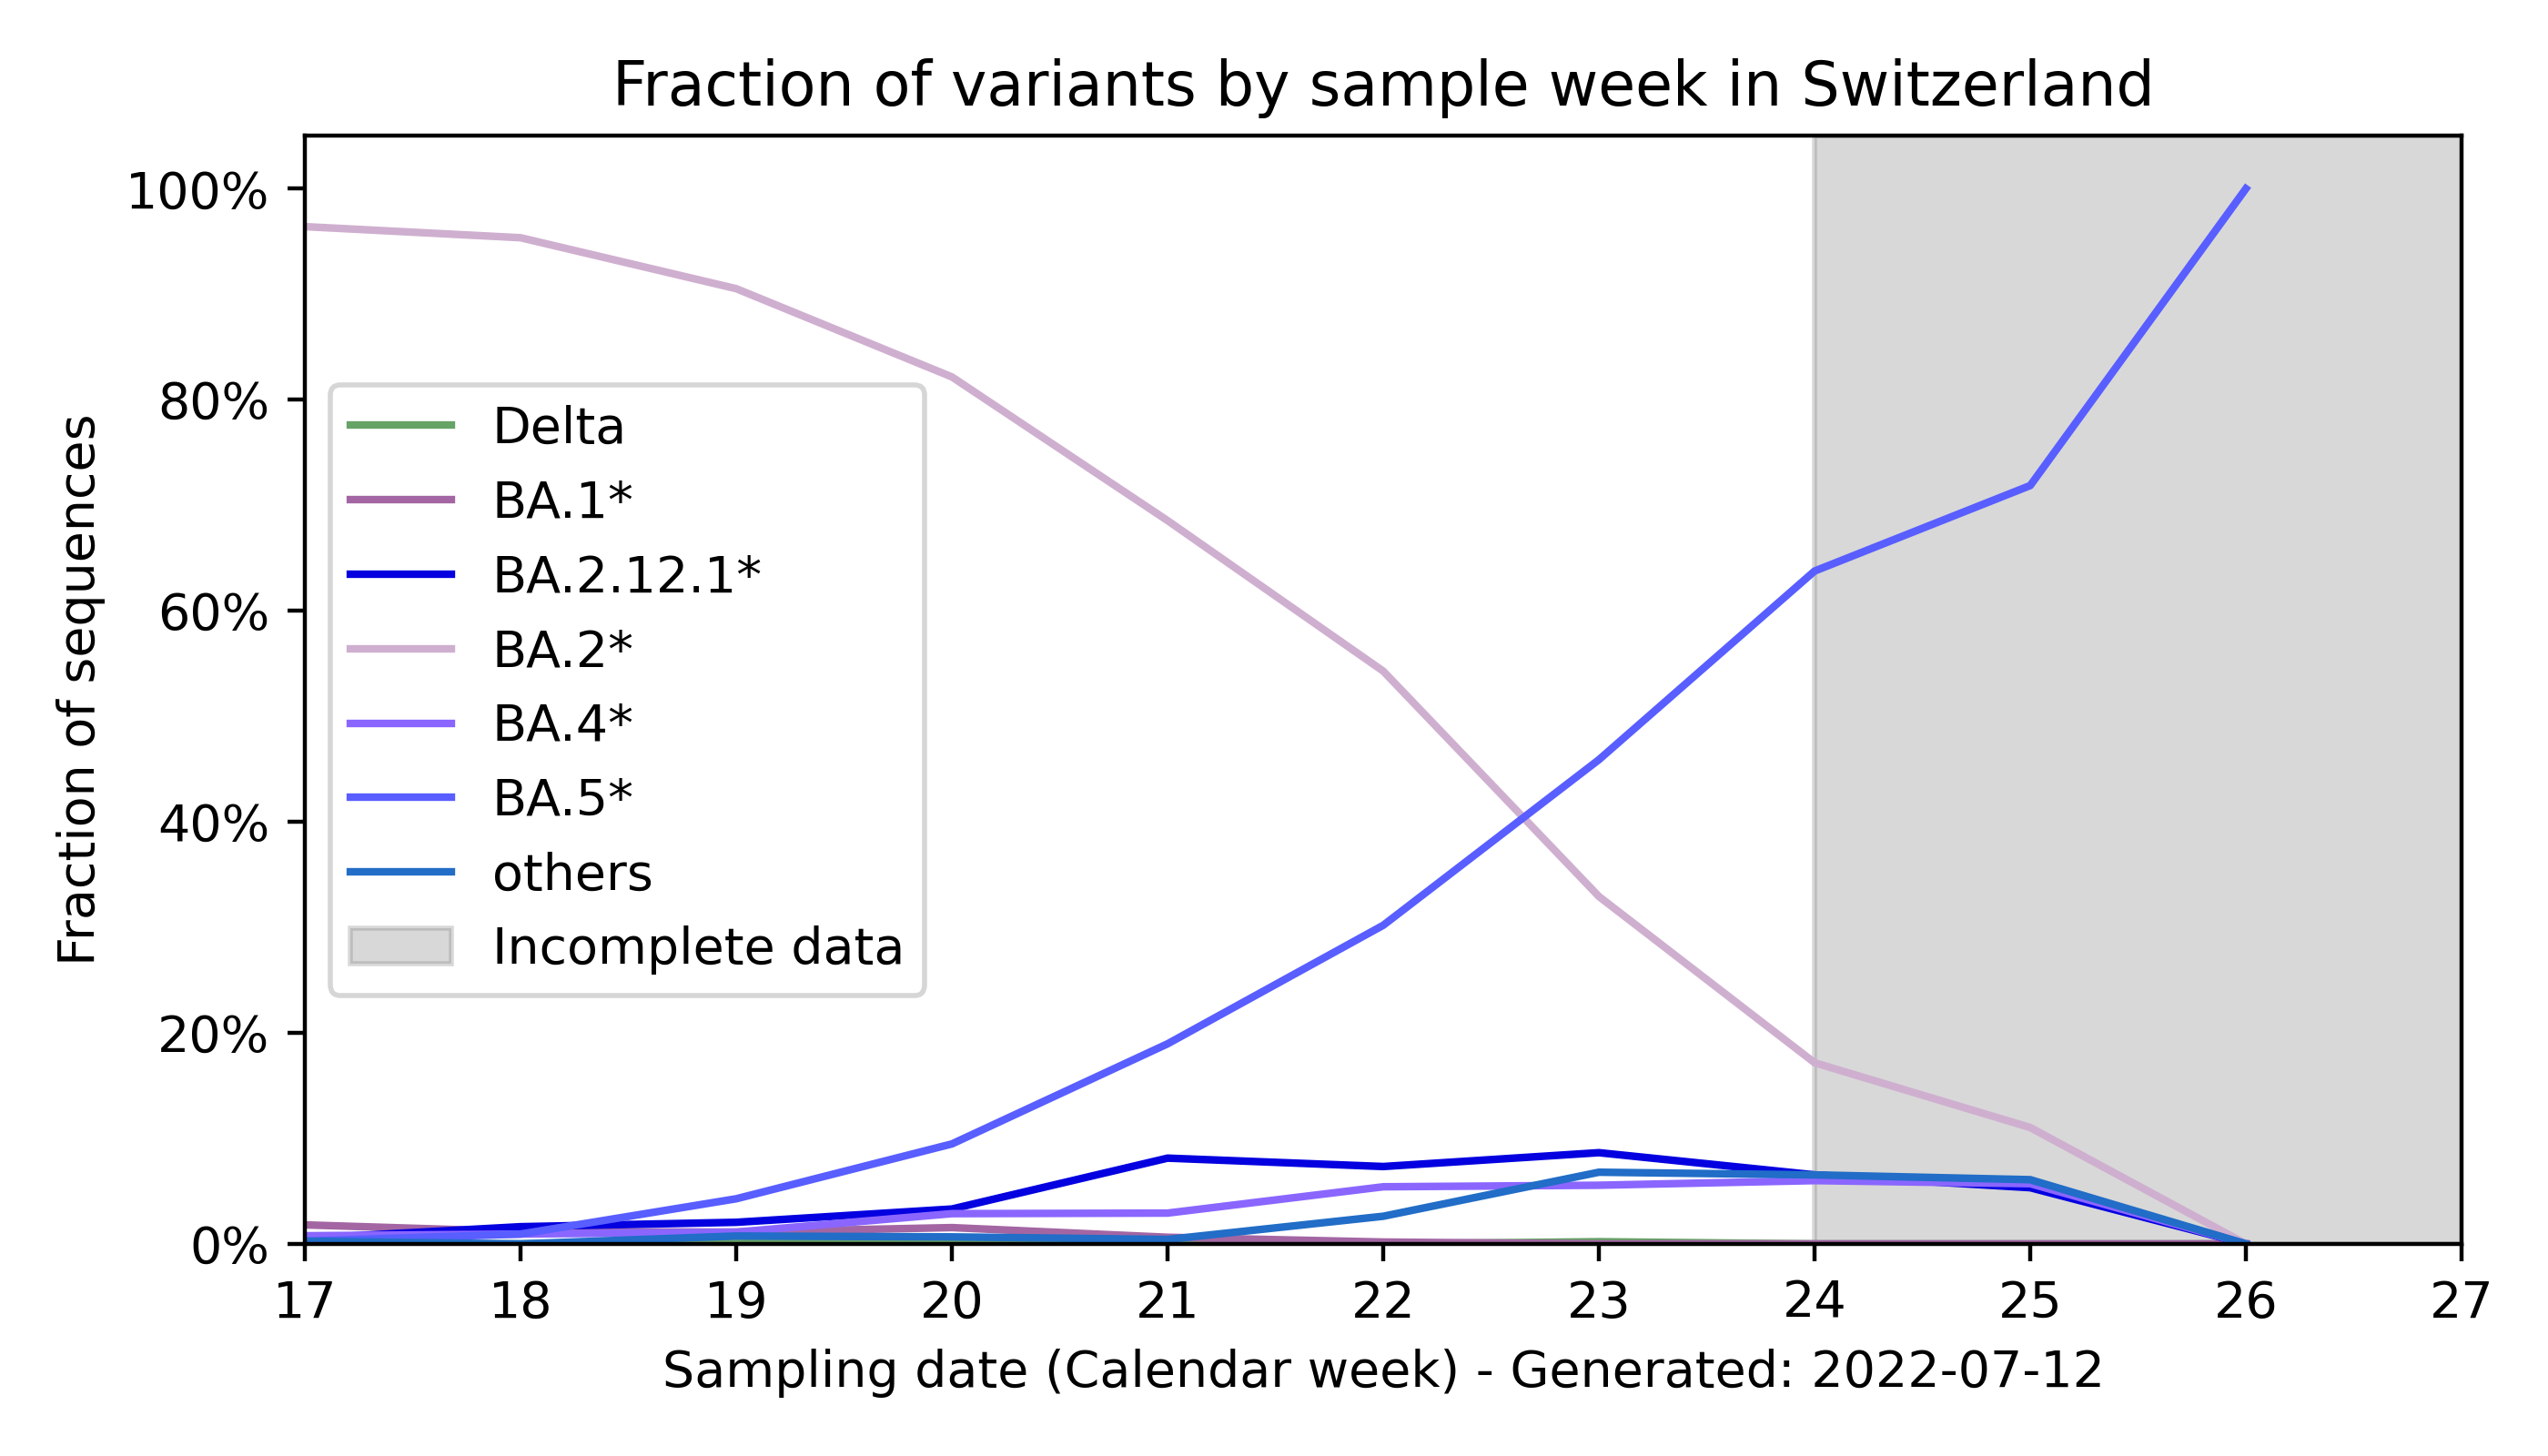 Fraction of variants by sample week in Switzerland
Fraction of sequences
100%
80%
60%
40%
20%
0%
Delta
BA.1*
BA.2.12.1*
BA.2*
BA.4*
BA.5*
others
Incomplete data
17 18 19 20 21 22 23 24 25 26 27
Sampling date (Calendar week) - Generated: 2022-07-12